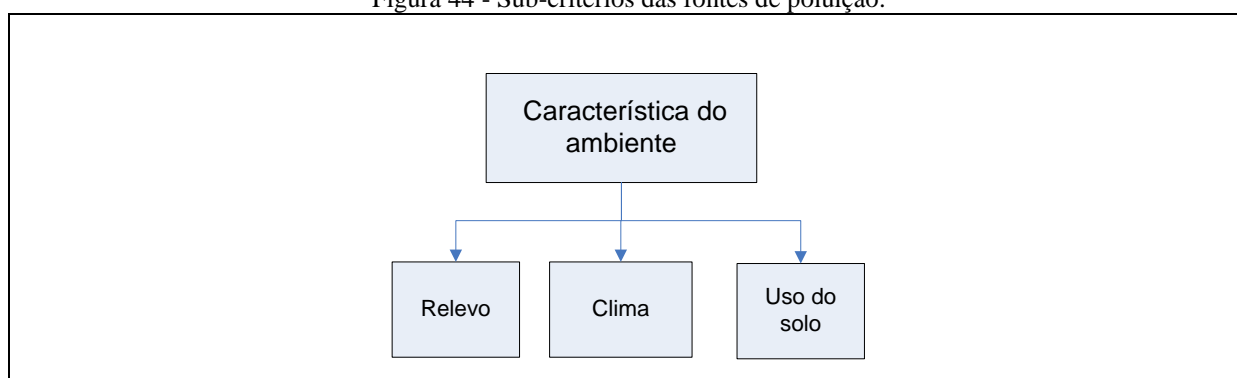 Figura 44 - Sub-critérios das fontes de poluição.
Característica do
ambiente
Relevo
Clima
Uso do
solo